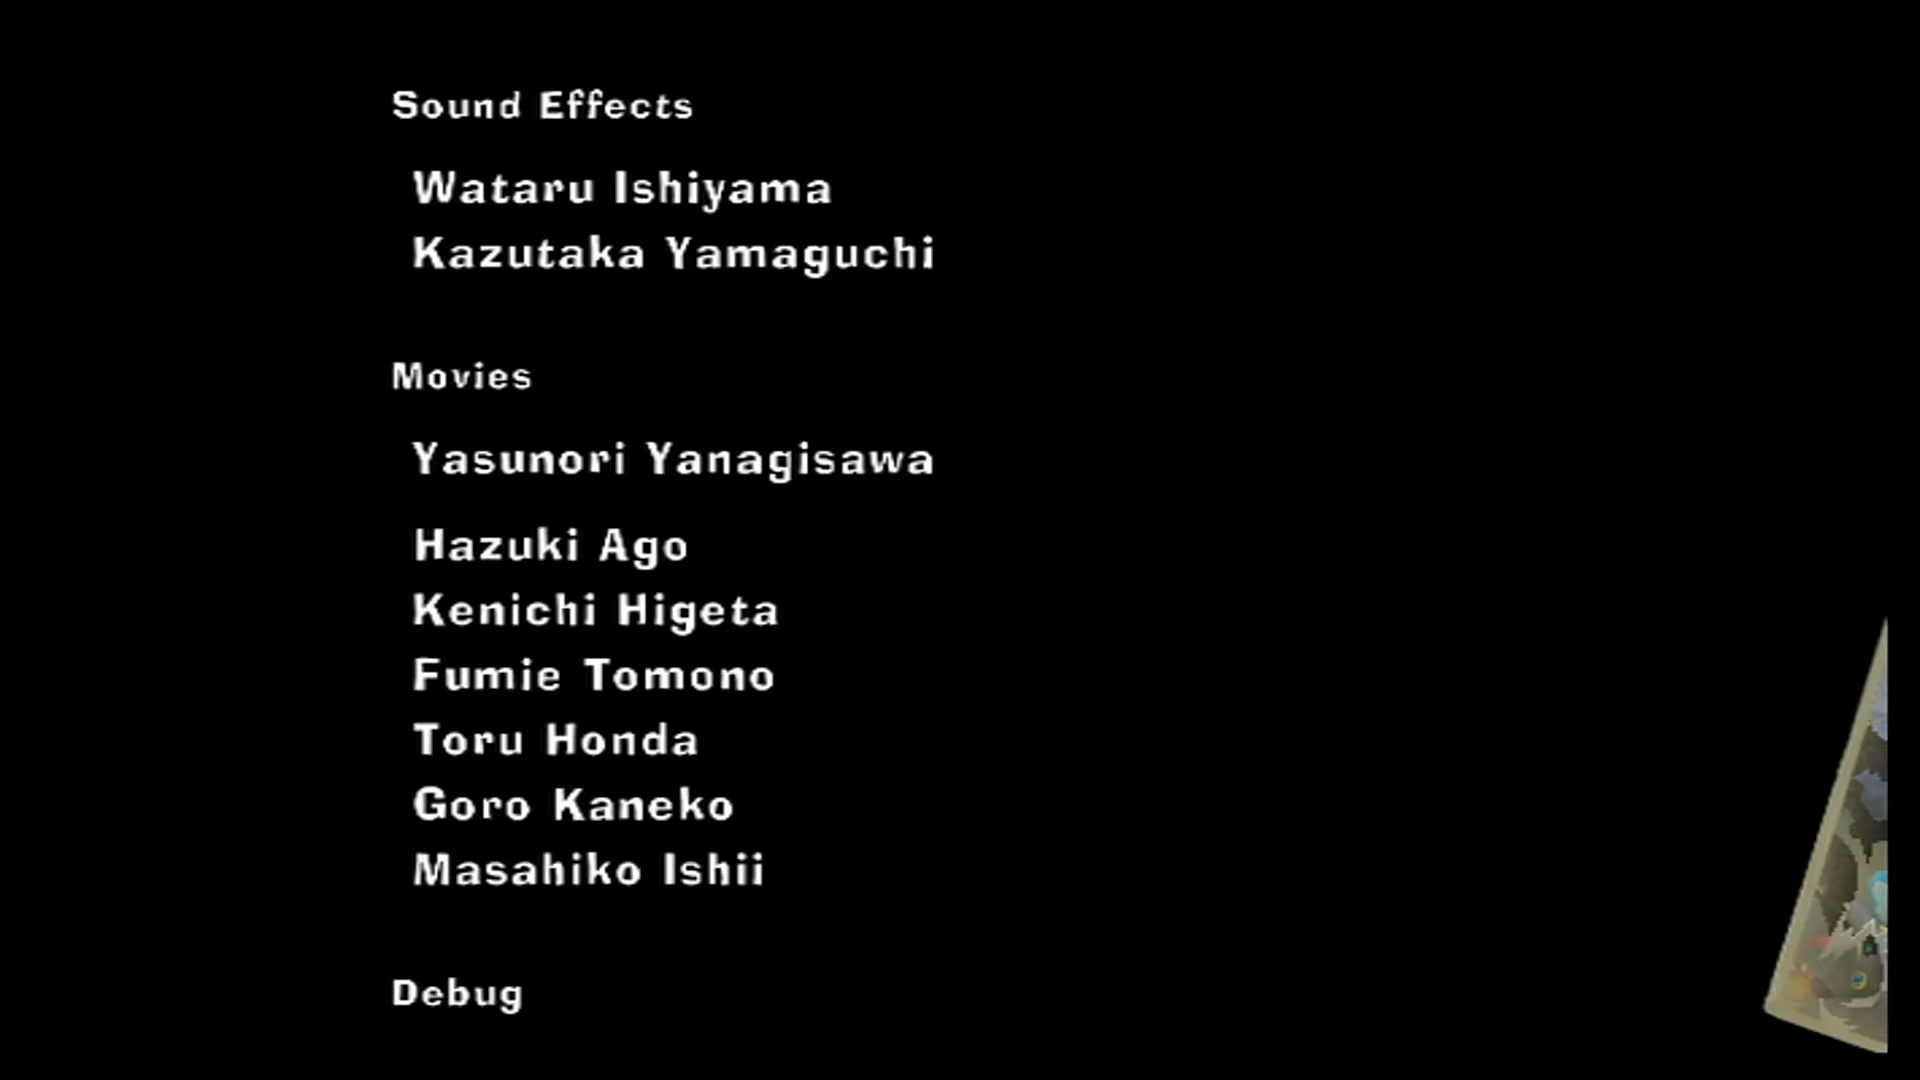 Sound Effects
Wataru Ishiyama
Kazutaka Yamaguchi
Movies
Yasunori Yanagisawa
Hazuki Ago
Kenichi Higeta
Fumie Tomono
Toru Honda
Goro Kaneko
Masahiko Ishii
Debug